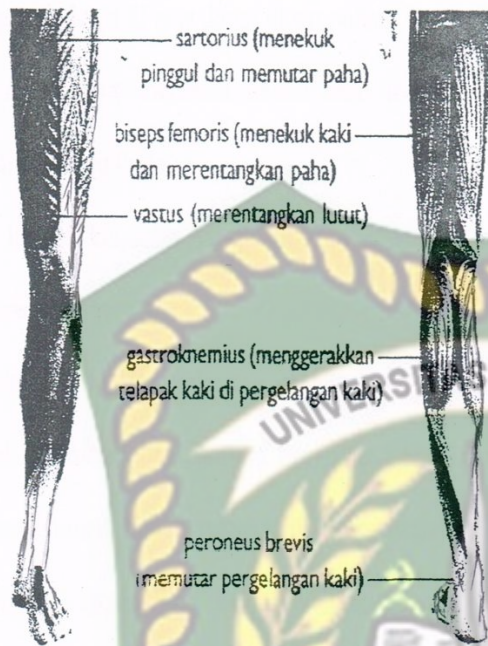 sartorius (menekuk
pinggul dan memutar paha)
biseps femoris (menekuk kaki
dan merentangkan paha)
vastus (merentangkan lutut)
gastroknemius (menggerakkan
telapak kaki di pergelangan kaki)
UNIVERSITAS
peroneus brevis
(memutar pergelangan kaki)